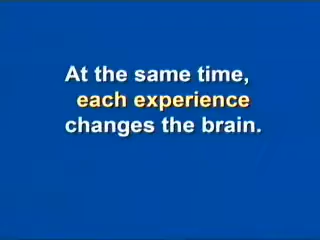 At the same time,
each experience
changes the brain.